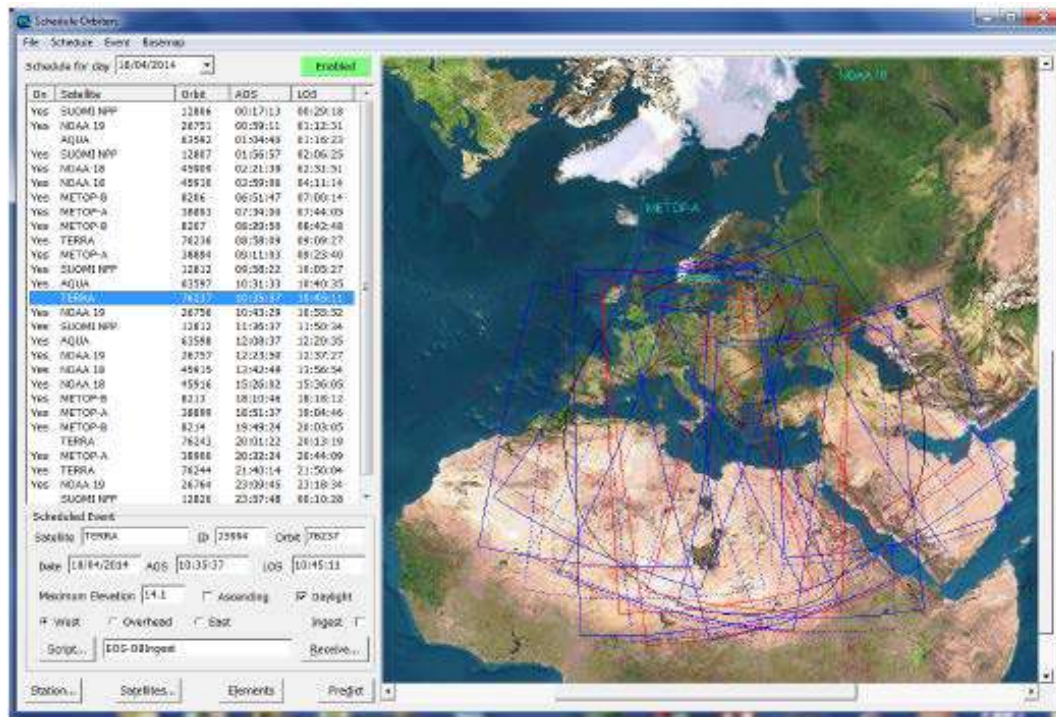 Schedule Orbiters
File Schedule Event Basemap
Schedule for day 18/04/2014 Enabled
On Satellite Orbit AOS LOS
Yes SUOMI NPP 12806 00:17:13 00:29:18
Yes NOAA 19 26751 00:59:11 01:12:31
AQUA 63592 01:04:49 01:16:23
Yes SUOMI NPP 12807 01:56:57 02:06:25
Yes NOAA 18 45909 02:21:39 02:31:51
Yes NOAA 18 45910 03:59:08 04:11:14
Yes METOP-B 8206 06:51:47 07:00:14
Yes METOP-A 38893 07:34:00 07:44:05
Yes METOP-B 8207 08:29:50 08:42:48
Yes TERRA 76236 08:58:09 09:09:27
Yes METOP-A 38894 09:11:03 09:23:40
Yes SUOMI NPP 12812 09:58:22 10:05:27
Yes AQUA 63597 10:31:33 10:40:35
TERRA 76237 10:35:37 10:45:11
Yes NOAA 19 26756 10:43:29 10:55:52
Yes SUOMI NPP 12812 11:36:37 11:50:34
Yes AQUA 63598 12:08:37 12:20:35
Yes NOAA 19 26757 12:23:50 12:37:27
Yes NOAA 18 45915 13:42:48 13:56:54
Yes NOAA 18 45916 15:26:02 15:36:05
Yes METOP-B 8213 18:10:46 18:18:12
Yes METOP-A 38899 18:51:37 19:04:46
Yes METOP-B 8214 19:49:24 20:03:05
TERRA 76243 20:01:22 20:13:19
Yes METOP-A 38900 20:32:24 20:44:09
Yes TERRA 76244 21:40:14 21:50:04
Yes NOAA 19 26764 23:09:45 23:18:34
SUOMI NPP 12820 23:57:48 00:10:28
Scheduled Event
Satellite TERRA ID 25994 Orbit 76237
Date 18/04/2014 AOS 10:35:37 LOS 10:45:11
Maximum Elevation 14.1 Ascending Daylight
West Overhead East Ingest
Script... EOS-DBIngest Receive...
Station... Satellites... Elements Predict
NOAA 18
METOP-A